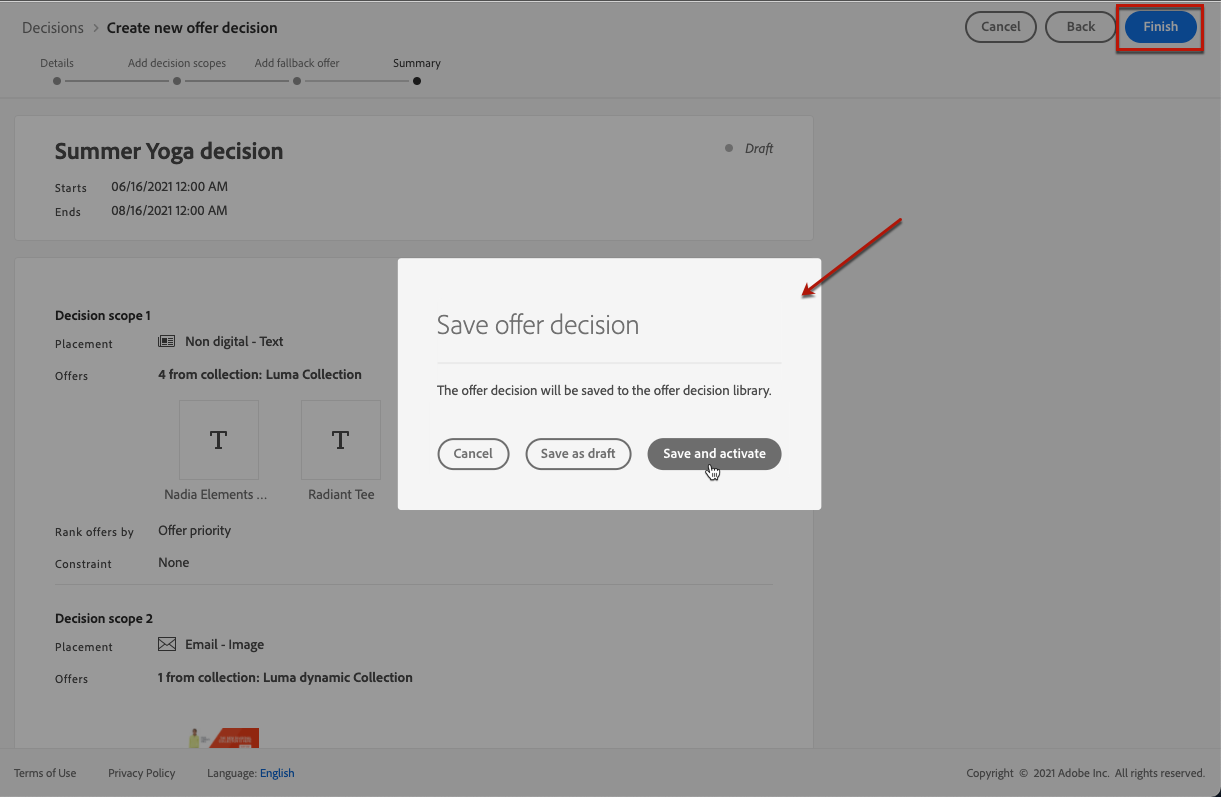 Decisions > Create new offer decision
Cancel
Back
Finish
Details
Add decision scopes
Add fallback offer
Summary
Summer Yoga decision
Draft
Starts 06/16/2021 12:00 AM
Ends 08/16/2021 12:00 AM
Decision scope 1
Placement Non digital - Text
Offers 4 from collection: Luma Collection
T
T
Nadia Elements ...
Radiant Tee
Rank offers by Offer priority
Constraint None
Save offer decision
The offer decision will be saved to the offer decision library.
Cancel
Save as draft
Save and activate
Decision scope 2
Placement Email - Image
Offers 1 from collection: Luma dynamic Collection
Terms of Use
Privacy Policy
Language: English
Copyright © 2021 Adobe Inc. All rights reserved.